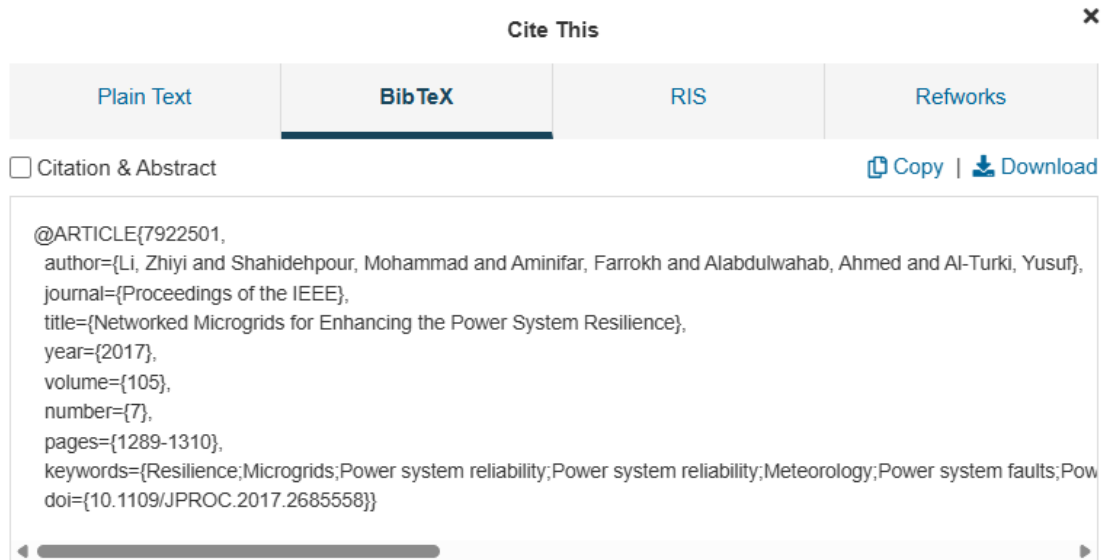 Cite This
Plain Text BibTeX RIS Refworks
Citation & Abstract Copy | Download
@ARTICLE{7922501,
author={Li, Zhiyi and Shahidehpour, Mohammad and Aminifar, Farrokh and Alabdulwahab, Ahmed and Al-Turki, Yusuf},
journal={Proceedings of the IEEE},
title={Networked Microgrids for Enhancing the Power System Resilience},
year={2017},
volume={105},
number={7},
pages={1289-1310},
keywords={Resilience;Microgrids;Power system reliability;Power system reliability;Meteorology;Power system faults;Pow
doi={10.1109/JPROC.2017.2685558}}